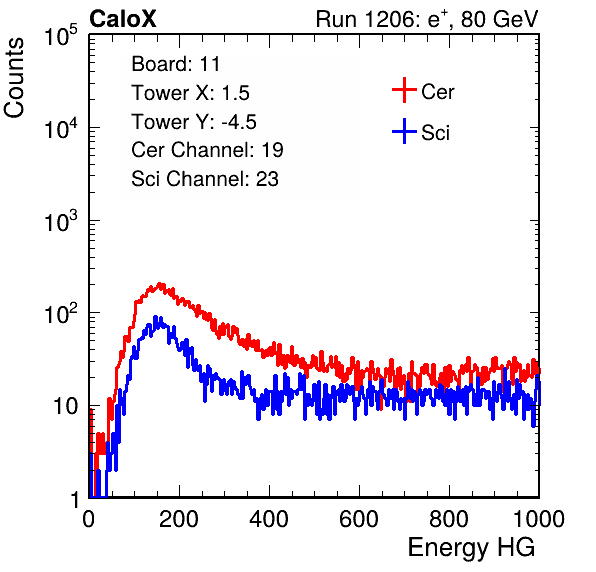 CaloX Run 1206: e⁺, 80 GeV
Counts
10⁵
10⁴
10³
10²
10
1
Board: 11
Tower X: 1.5
Tower Y: -4.5
Cer Channel: 19
Sci Channel: 23
Cer
Sci
0 200 400 600 800 1000
Energy HG